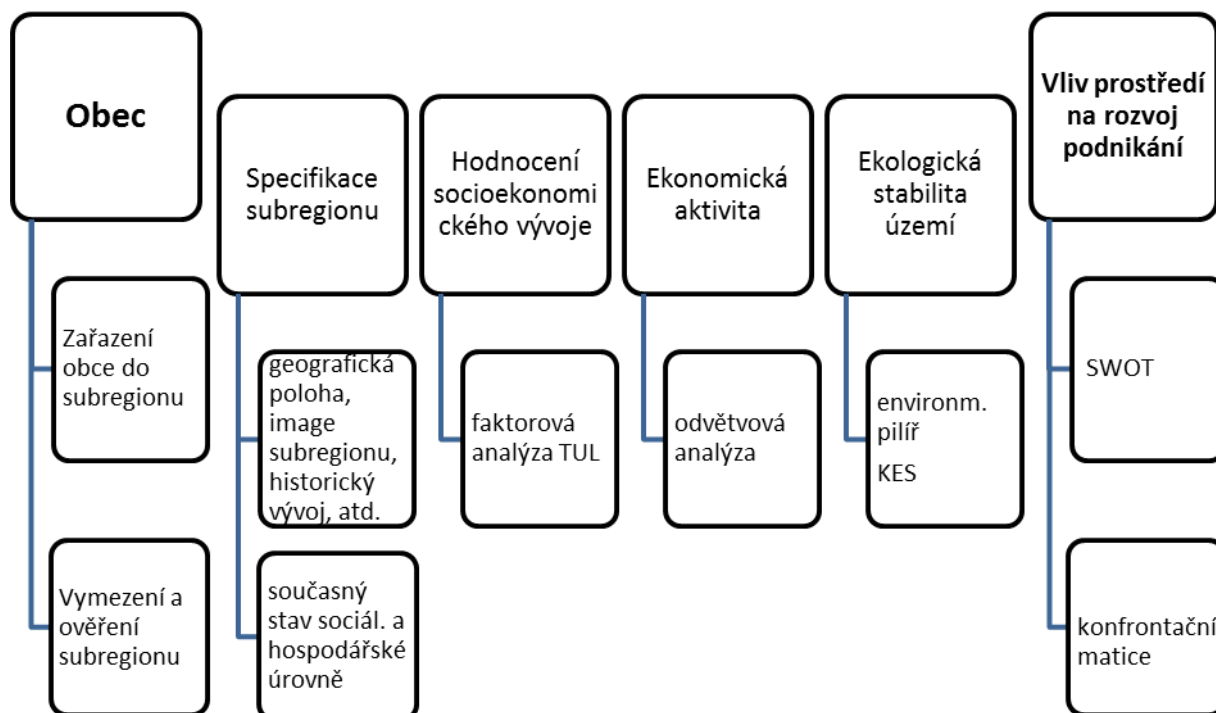 Obec
Zařazení
obce do
subregionu
Vymezení a
ověření
subregionu
Specifikace
subregionu
geografická
poloha,
image
subregionu,
historický
vývoj, atd.
současný
stav sociál. a
hospodářské
úrovně
Hodnocení
socioekonomi
ckého vývoje
faktorová
analýza TUL
Ekonomická
aktivita
odvětvová
analýza
Ekologická
stabilita
území
environm.
pilíř
KES
Vliv prostředí
na rozvoj
podnikání
SWOT
konfrontační
matice